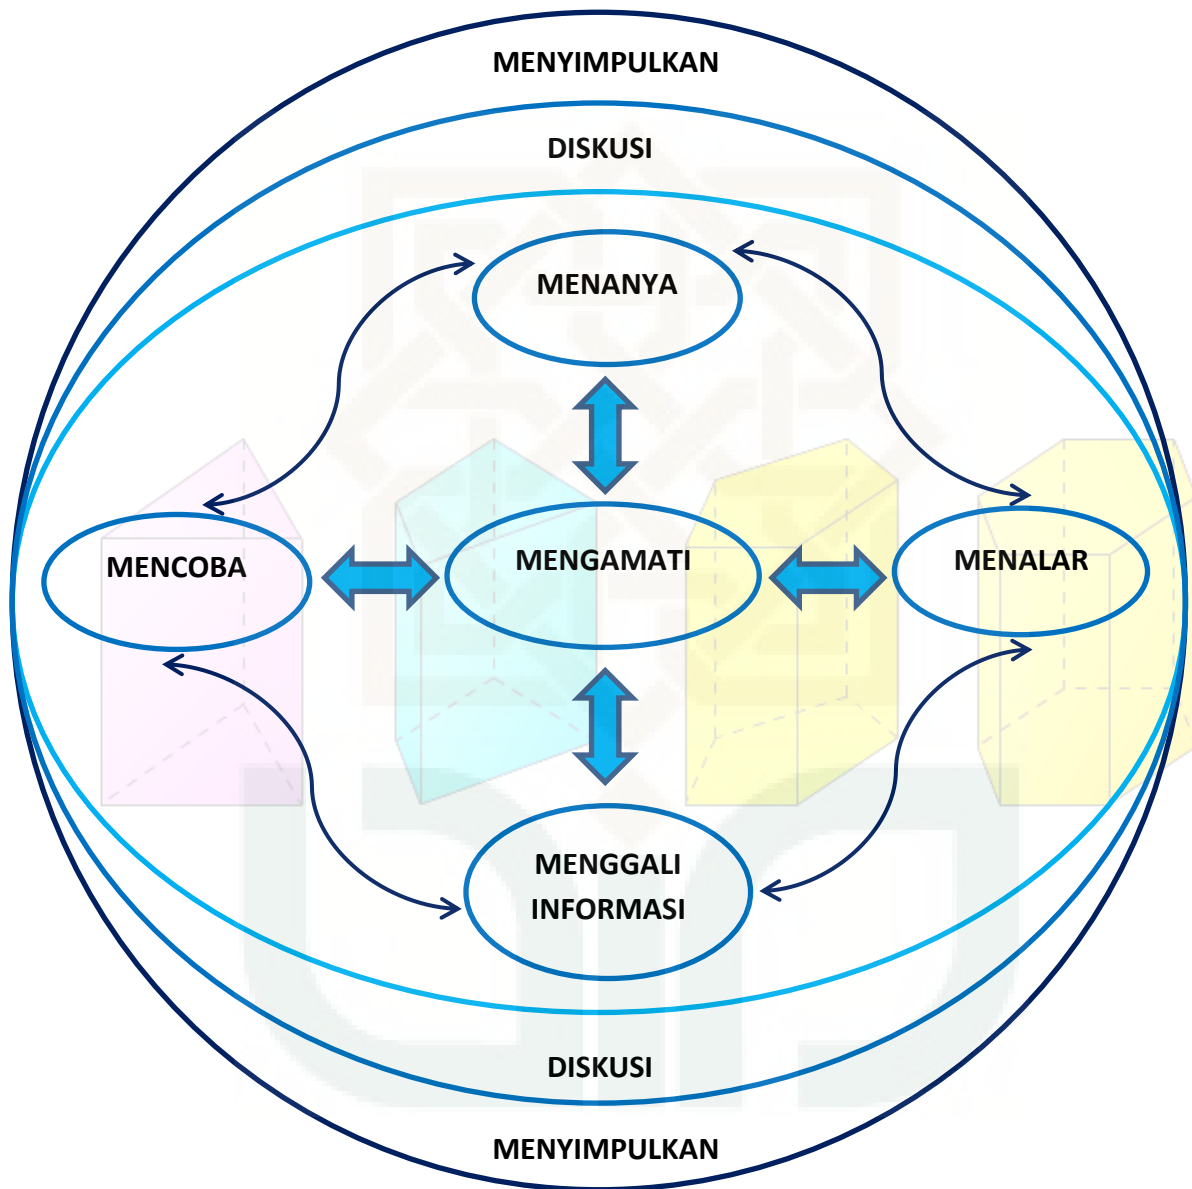 MENYIMPULKAN
DISKUSI
MENANYA
MENCOBA
MENGAMATI
MENALAR
MENGGALI
INFORMASI
DISKUSI
MENYIMPULKAN